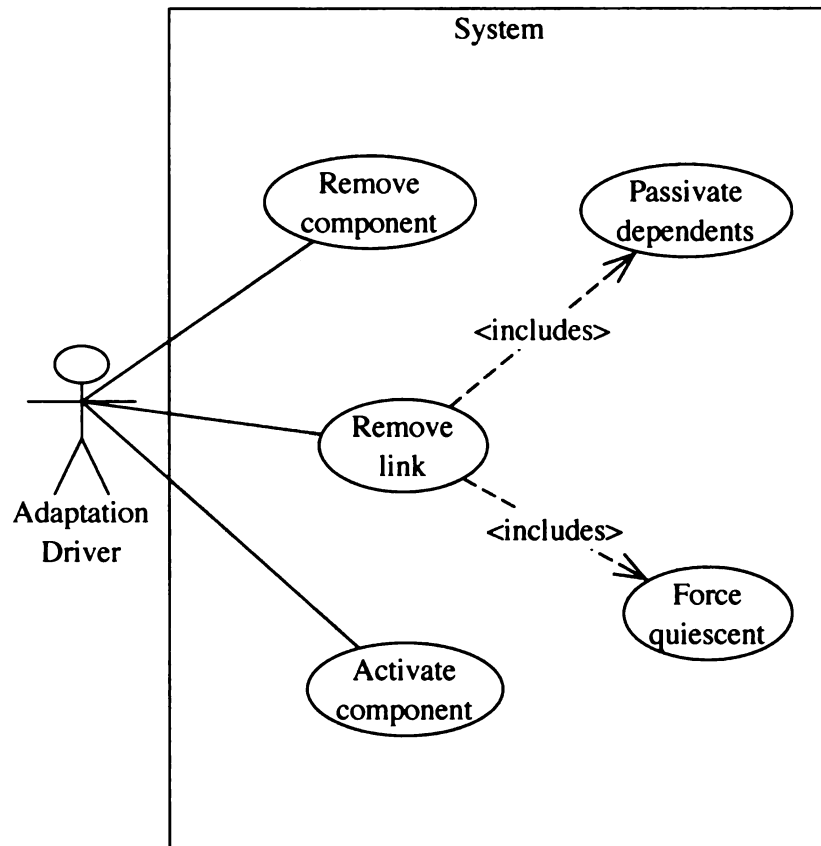 System
Remove
component
Passivate
dependents
<includes>
Remove
link
Adaptation
Driver
<includes>
Force
quiescent
Activate
component